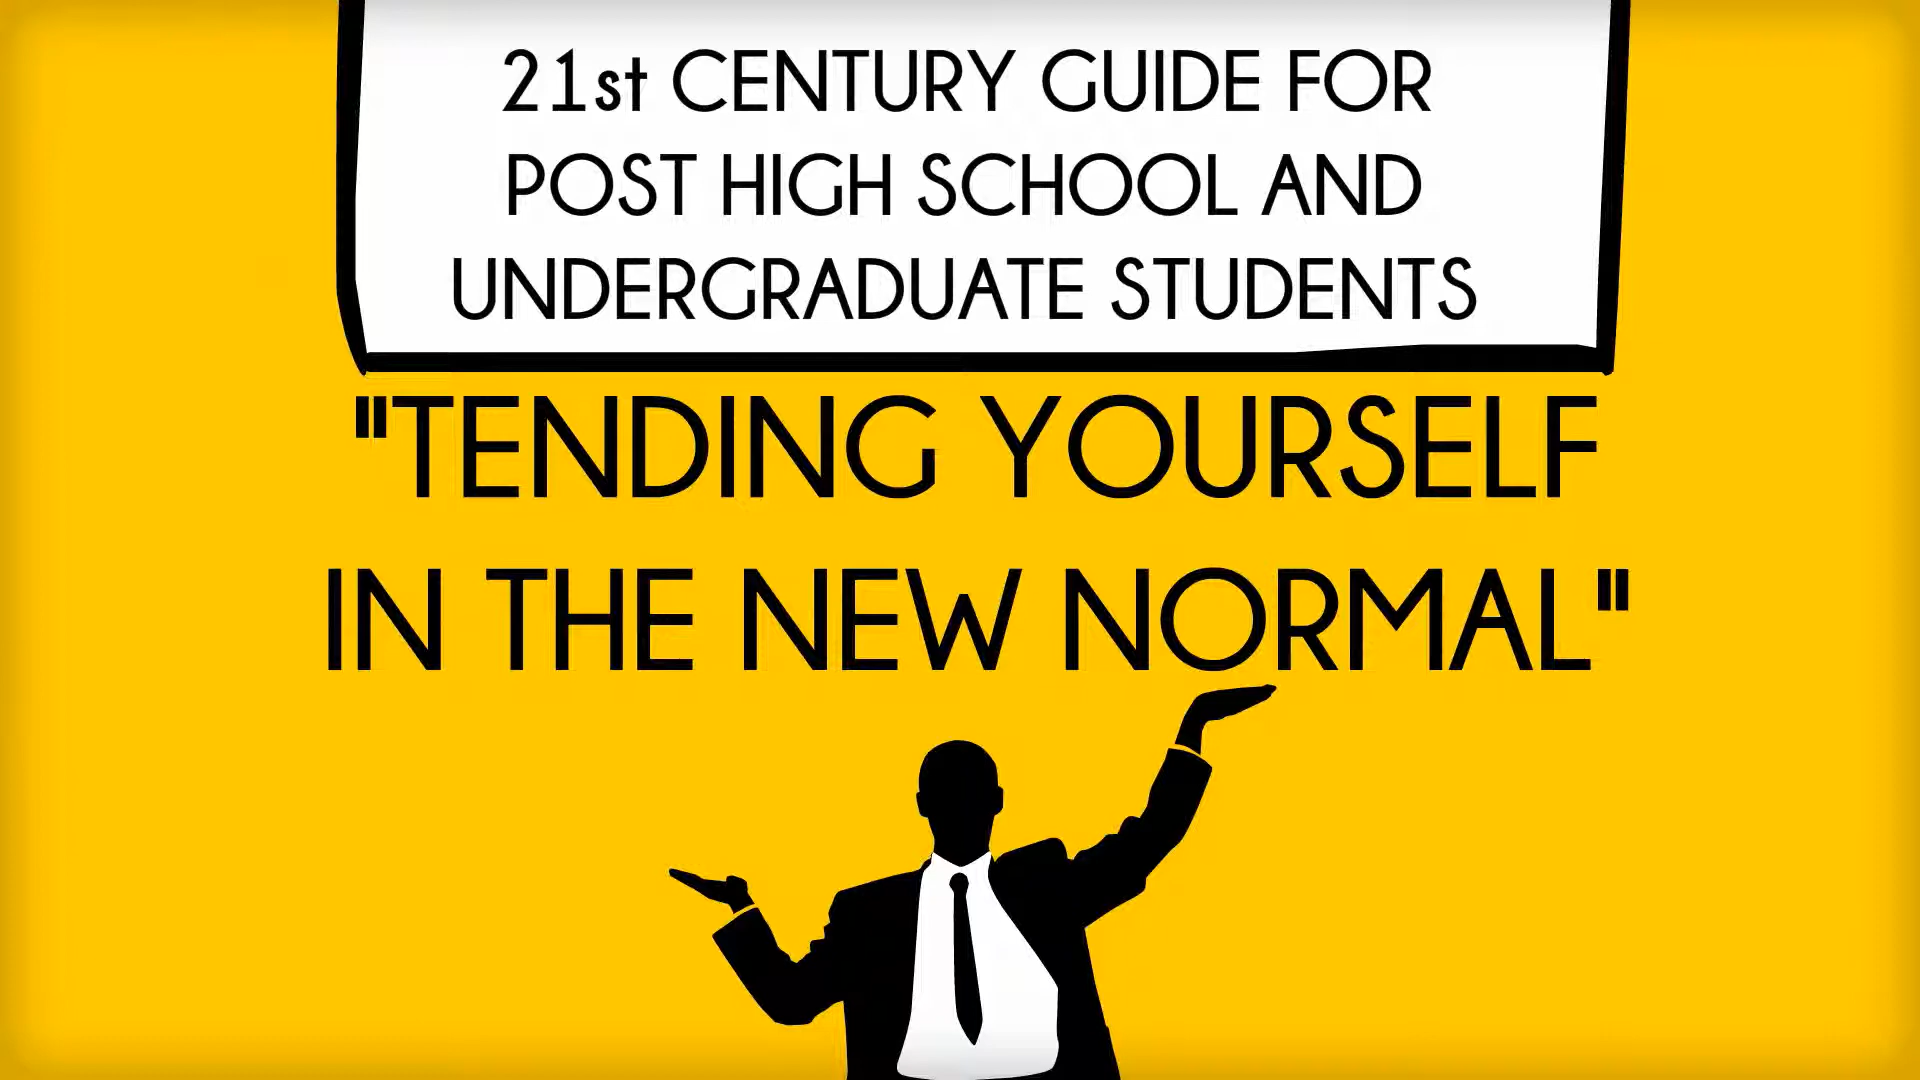 21st CENTURY GUIDE FOR
POST HIGH SCHOOL AND
UNDERGRADUATE STUDENTS
"TENDING YOURSELF
IN THE NEW NORMAL"